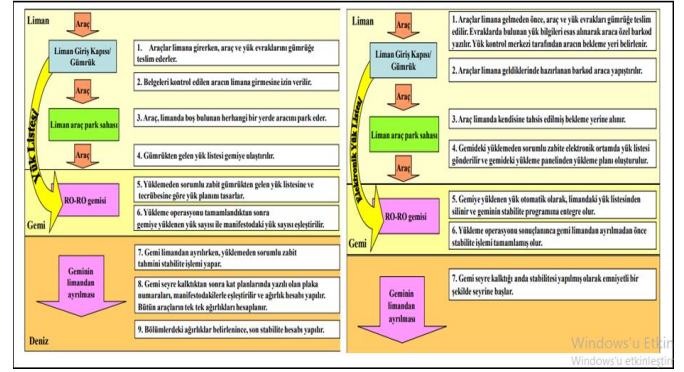 Liman
Araç
Liman Giriş Kapısı/
Gümrük
1. Araçlar limana girerken, araç ve yük evraklarını gümrüğe
teslim ederler.
2. Belgeleri kontrol edilen aracın limana girmesine izin verilir.
Araç
Yük Listesi
Liman araç park sahası
3. Araç, limanda boş bulunan herhangi bir yerde aracını park eder.
4. Gümrükten gelen yük listesi gemiye ulaştırılır.
Araç
RO-RO gemisi
Gemi
5. Yüklemeden sorumlu zabit gümrükten gelen yük listesine ve
tecrübesine göre yük planını tasarlar.
6. Yükleme operasyonu tamamlandıktan sonra
gemiye yüklenen yük sayısı ile manifestodaki yük sayısı eşleştirilir.
Geminin
limandan
ayrılması
Deniz
7. Gemi limandan ayrılırken, yüklemeden sorumlu zabit
tahmini stabilite işlemi yapar.
8. Gemi seyre kalktıktan sonra kat planlarında yazılı olan plaka
numaraları, manifestodakilerle eşleştirilir ve ağırlık hesabı yapılır.
Bütün araçların tek tek ağırlıkları hesaplanır.
9. Bölümlerdeki ağırlıklar belirlenince, son stabilite hesabı yapılır.
Liman
Araç
Liman Giriş Kapısı/
Gümrük
1. Araçlar limana gelmeden önce, araç ve yük evrakları gümrüğe teslim
edilir. Evraklarda bulunan yük bilgileri esas alınarak araca özel barkod
yazılır. Yük kontrol merkezi tarafından aracın bekleme yeri belirlenir.
2. Araçlar limana geldiklerinde hazırlanan barkod araca yapıştırılır.
Araç
Elektronik Yük Listesi
Liman araç park sahası
3. Araç limanda kendisine tahsis edilmiş bekleme yerine alınır.
4. Gemideki yüklemeden sorumlu zabite elektronik ortamda yük listesi
gönderilir ve gemideki yükleme panelinden yükleme planı oluşturulur.
Araç
RO-RO gemisi
Gemi
5. Gemiye yüklenen yük otomatik olarak, limandaki yük listesinden
silinir ve geminin stabilite programına entegre olur.
6. Yükleme operasyonu sonuçlanınca gemi limandan ayrılmadan önce
stabilite işlemi tamamlamış olur.
Geminin
limandan
ayrılması
7. Gemi seyre kalktığı anda stabilitesi yapılmış olarak emniyetli bir
şekilde seyrine başlar.
Windows'u Etkin
Windows'u etkinleştir